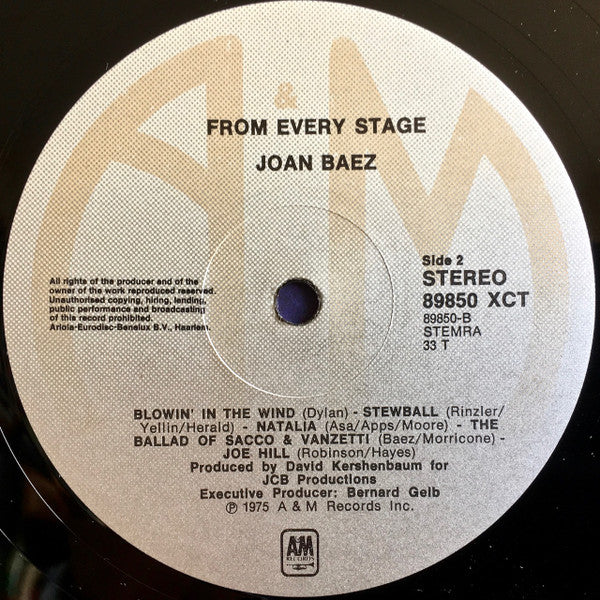 A&M
FROM EVERY STAGE
JOAN BAEZ
All rights of the producer and of the
owner of the work reproduced reserved.
Unauthorised copying, hiring, lending,
public performance and broadcasting
of this record prohibited.
Ariola-Eurodisc-Benelux B.V., Haarlem.
Side 2
STEREO
89850 XCT
89850-B
STEMRA
33 T
BLOWIN' IN THE WIND (Dylan) - STEWBALL (Rinzler/
Yellin/Herald) - NATALIA (Asa/Apps/Moore) - THE
BALLAD OF SACCO & VANZETTI (Baez/Morricone) -
JOE HILL (Robinson/Hayes)
Produced by David Kershenbaum for
JCB Productions
Executive Producer: Bernard Gelb
℗ 1975 A & M Records Inc.
AM
RECORDS